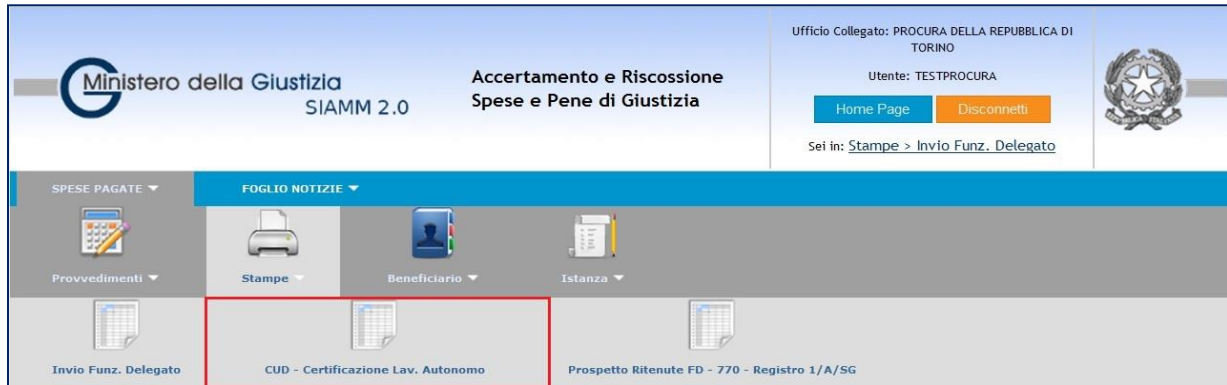 Ministero della Giustizia
SIAMM 2.0
Accertamento e Riscossione
Spese e Pene di Giustizia
Ufficio Collegato: PROCURA DELLA REPUBBLICA DI
TORINO
Utente: TESTPROCURA
Home Page Disconnetti
Sei in: Stampe > Invio Funz. Delegato
SPESE PAGATE FOGLIO NOTIZIE
Provvedimenti Stampe Beneficiario Istanza
Invio Funz. Delegato CUD - Certificazione Lav. Autonomo Prospetto Ritenute FD - 770 - Registro 1/A/SG